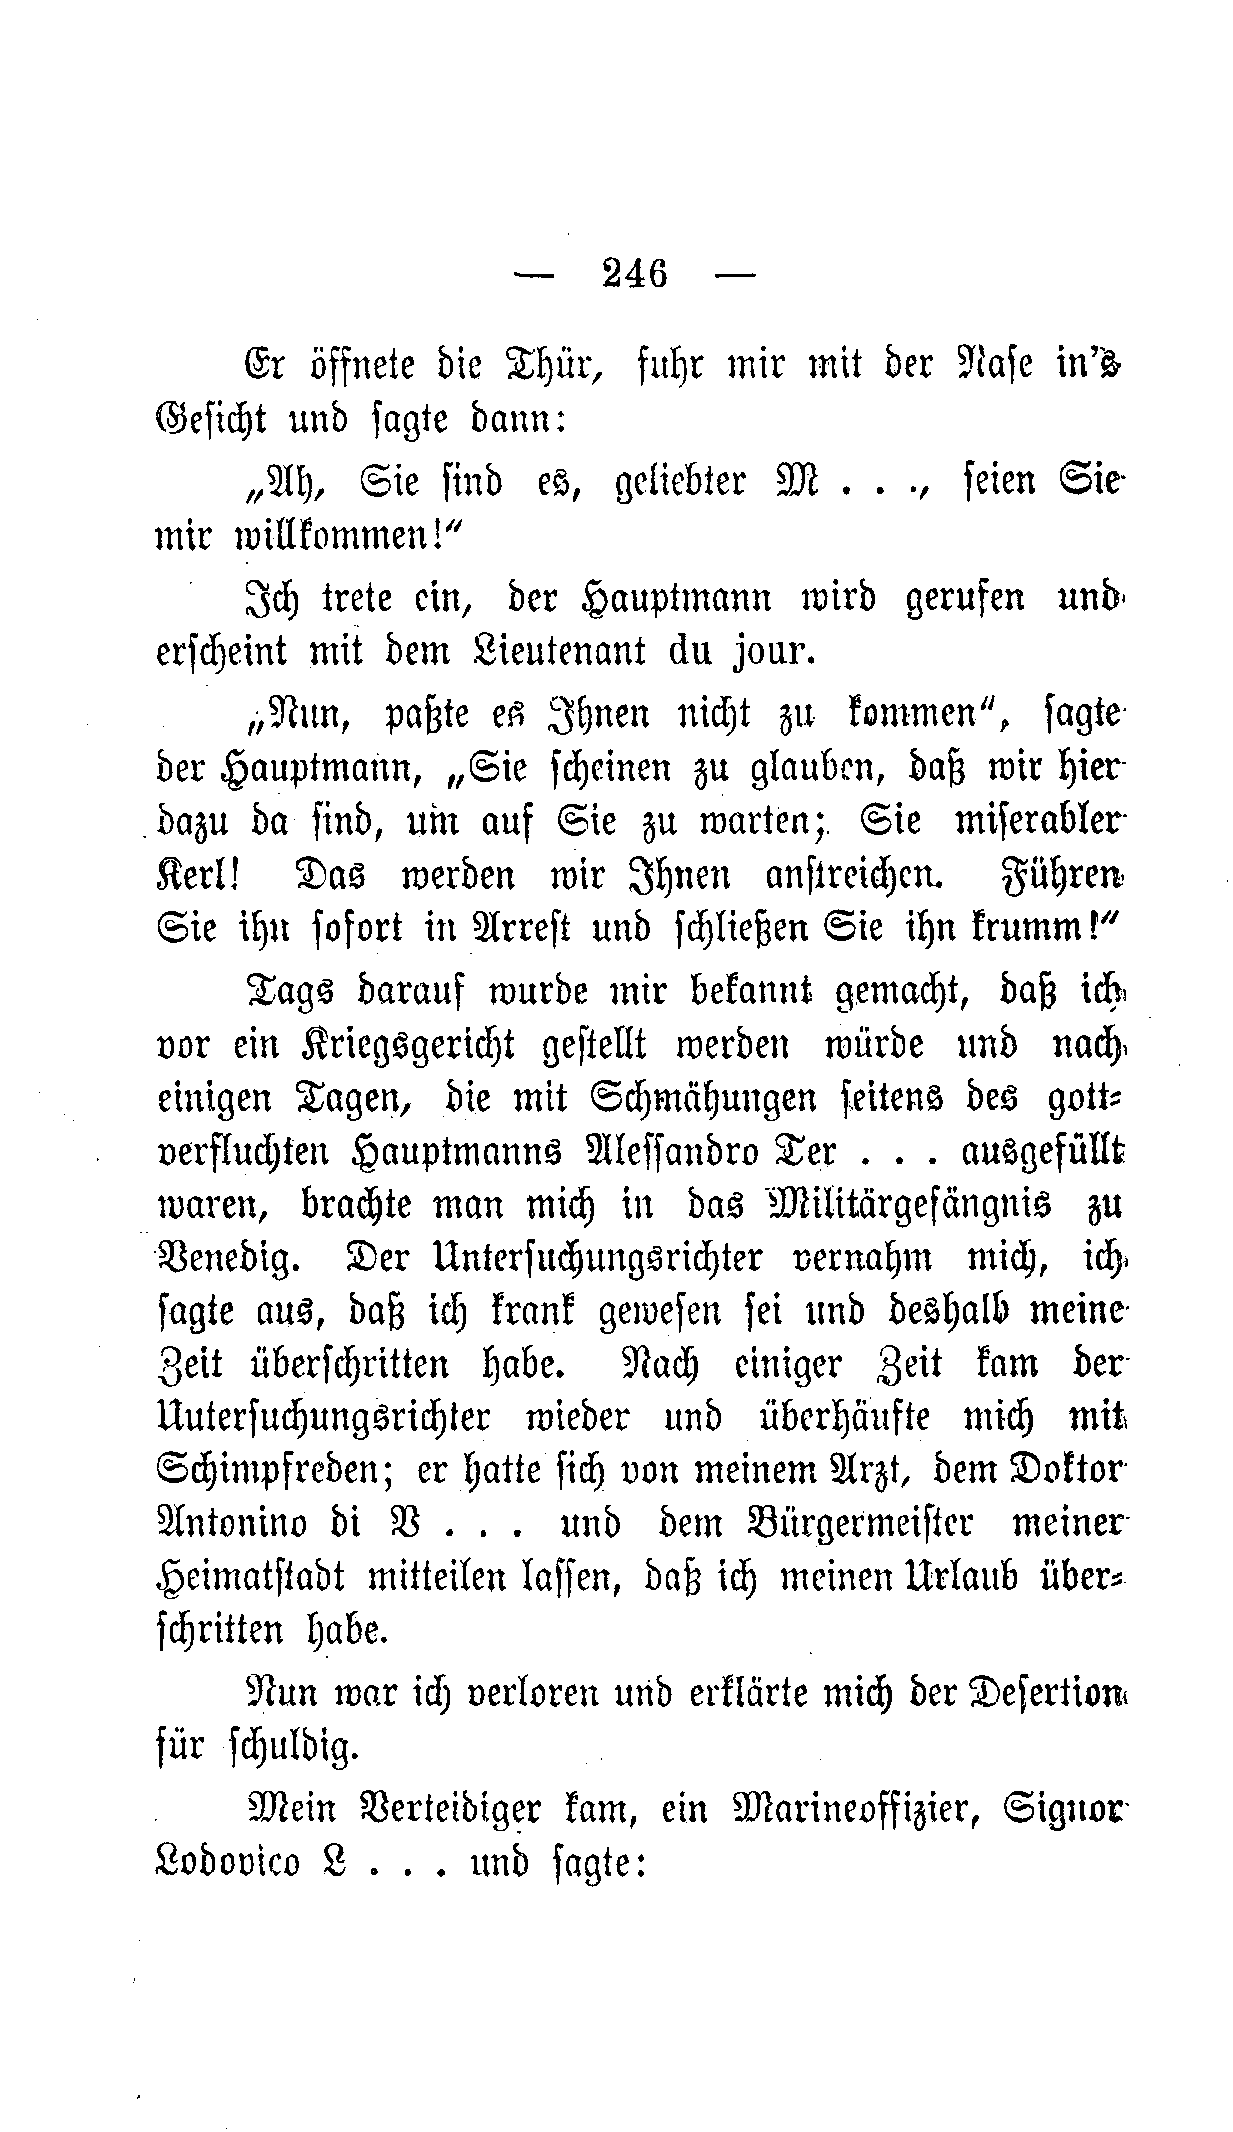 — 246 —
Er öffnete die Thür, fuhr mir mit der Nase in's
Gesicht und sagte dann:
„Ah, Sie sind es, geliebter M . . ., seien Sie
mir willkommen!"
Ich trete ein, der Hauptmann wird gerufen und
erscheint mit dem Lieutenant du jour.
„Nun, paßte es Ihnen nicht zu kommen", sagte
der Hauptmann, „Sie scheinen zu glauben, daß wir hier
dazu da sind, um auf Sie zu warten; Sie miserabler
Kerl! Das werden wir Ihnen anstreichen. Führen
Sie ihn sofort in Arrest und schließen Sie ihn krumm!"
Tags darauf wurde mir bekannt gemacht, daß ich
vor ein Kriegsgericht gestellt werden würde und nach
einigen Tagen, die mit Schmähungen seitens des gott-
verfluchten Hauptmanns Alessandro Ter . . . ausgefüllt
waren, brachte man mich in das Militärgefängnis zu
Venedig. Der Untersuchungsrichter vernahm mich, ich
sagte aus, daß ich krank gewesen sei und deshalb meine
Zeit überschritten habe. Nach einiger Zeit kam der
Uutersuchungsrichter wieder und überhäufte mich mit
Schimpfreden; er hatte sich von meinem Arzt, dem Doktor
Antonino di V . . . und dem Bürgermeister meiner
Heimatstadt mitteilen lassen, daß ich meinen Urlaub über-
schritten habe.
Nun war ich verloren und erklärte mich der Desertion
für schuldig.
Mein Verteidiger kam, ein Marineoffizier, Signor
Lodovico L . . . und sagte: